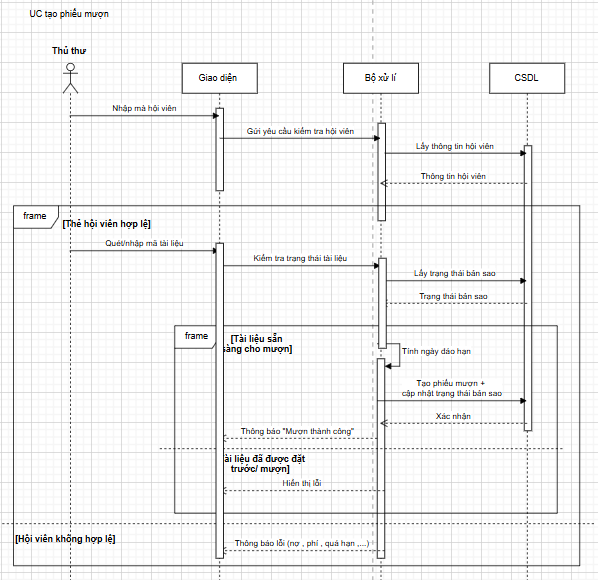 UC tạo phiếu mượn
Thủ thư
Giao diện
Bộ xử lí
CSDL
Nhập mã hội viên
Gửi yêu cầu kiểm tra hội viên
Lấy thông tin hội viên
Thông tin hội viên
frame
[Thẻ hội viên hợp lệ]
Quét/nhập mã tài liệu
Kiểm tra trạng thái tài liệu
Lấy trạng thái bản sao
Trạng thái bản sao
frame
[Tài liệu sẵn
sàng cho mượn]
Tính ngày đáo hạn
Tạo phiếu mượn +
cập nhật trạng thái bản sao
Xác nhận
Thông báo "Mượn thành công"
ài liệu đã được đặt
trước/ mượn]
Hiển thị lỗi
[Hội viên không hợp lệ]
Thông báo lỗi (nợ , phí , quá hạn ,...)